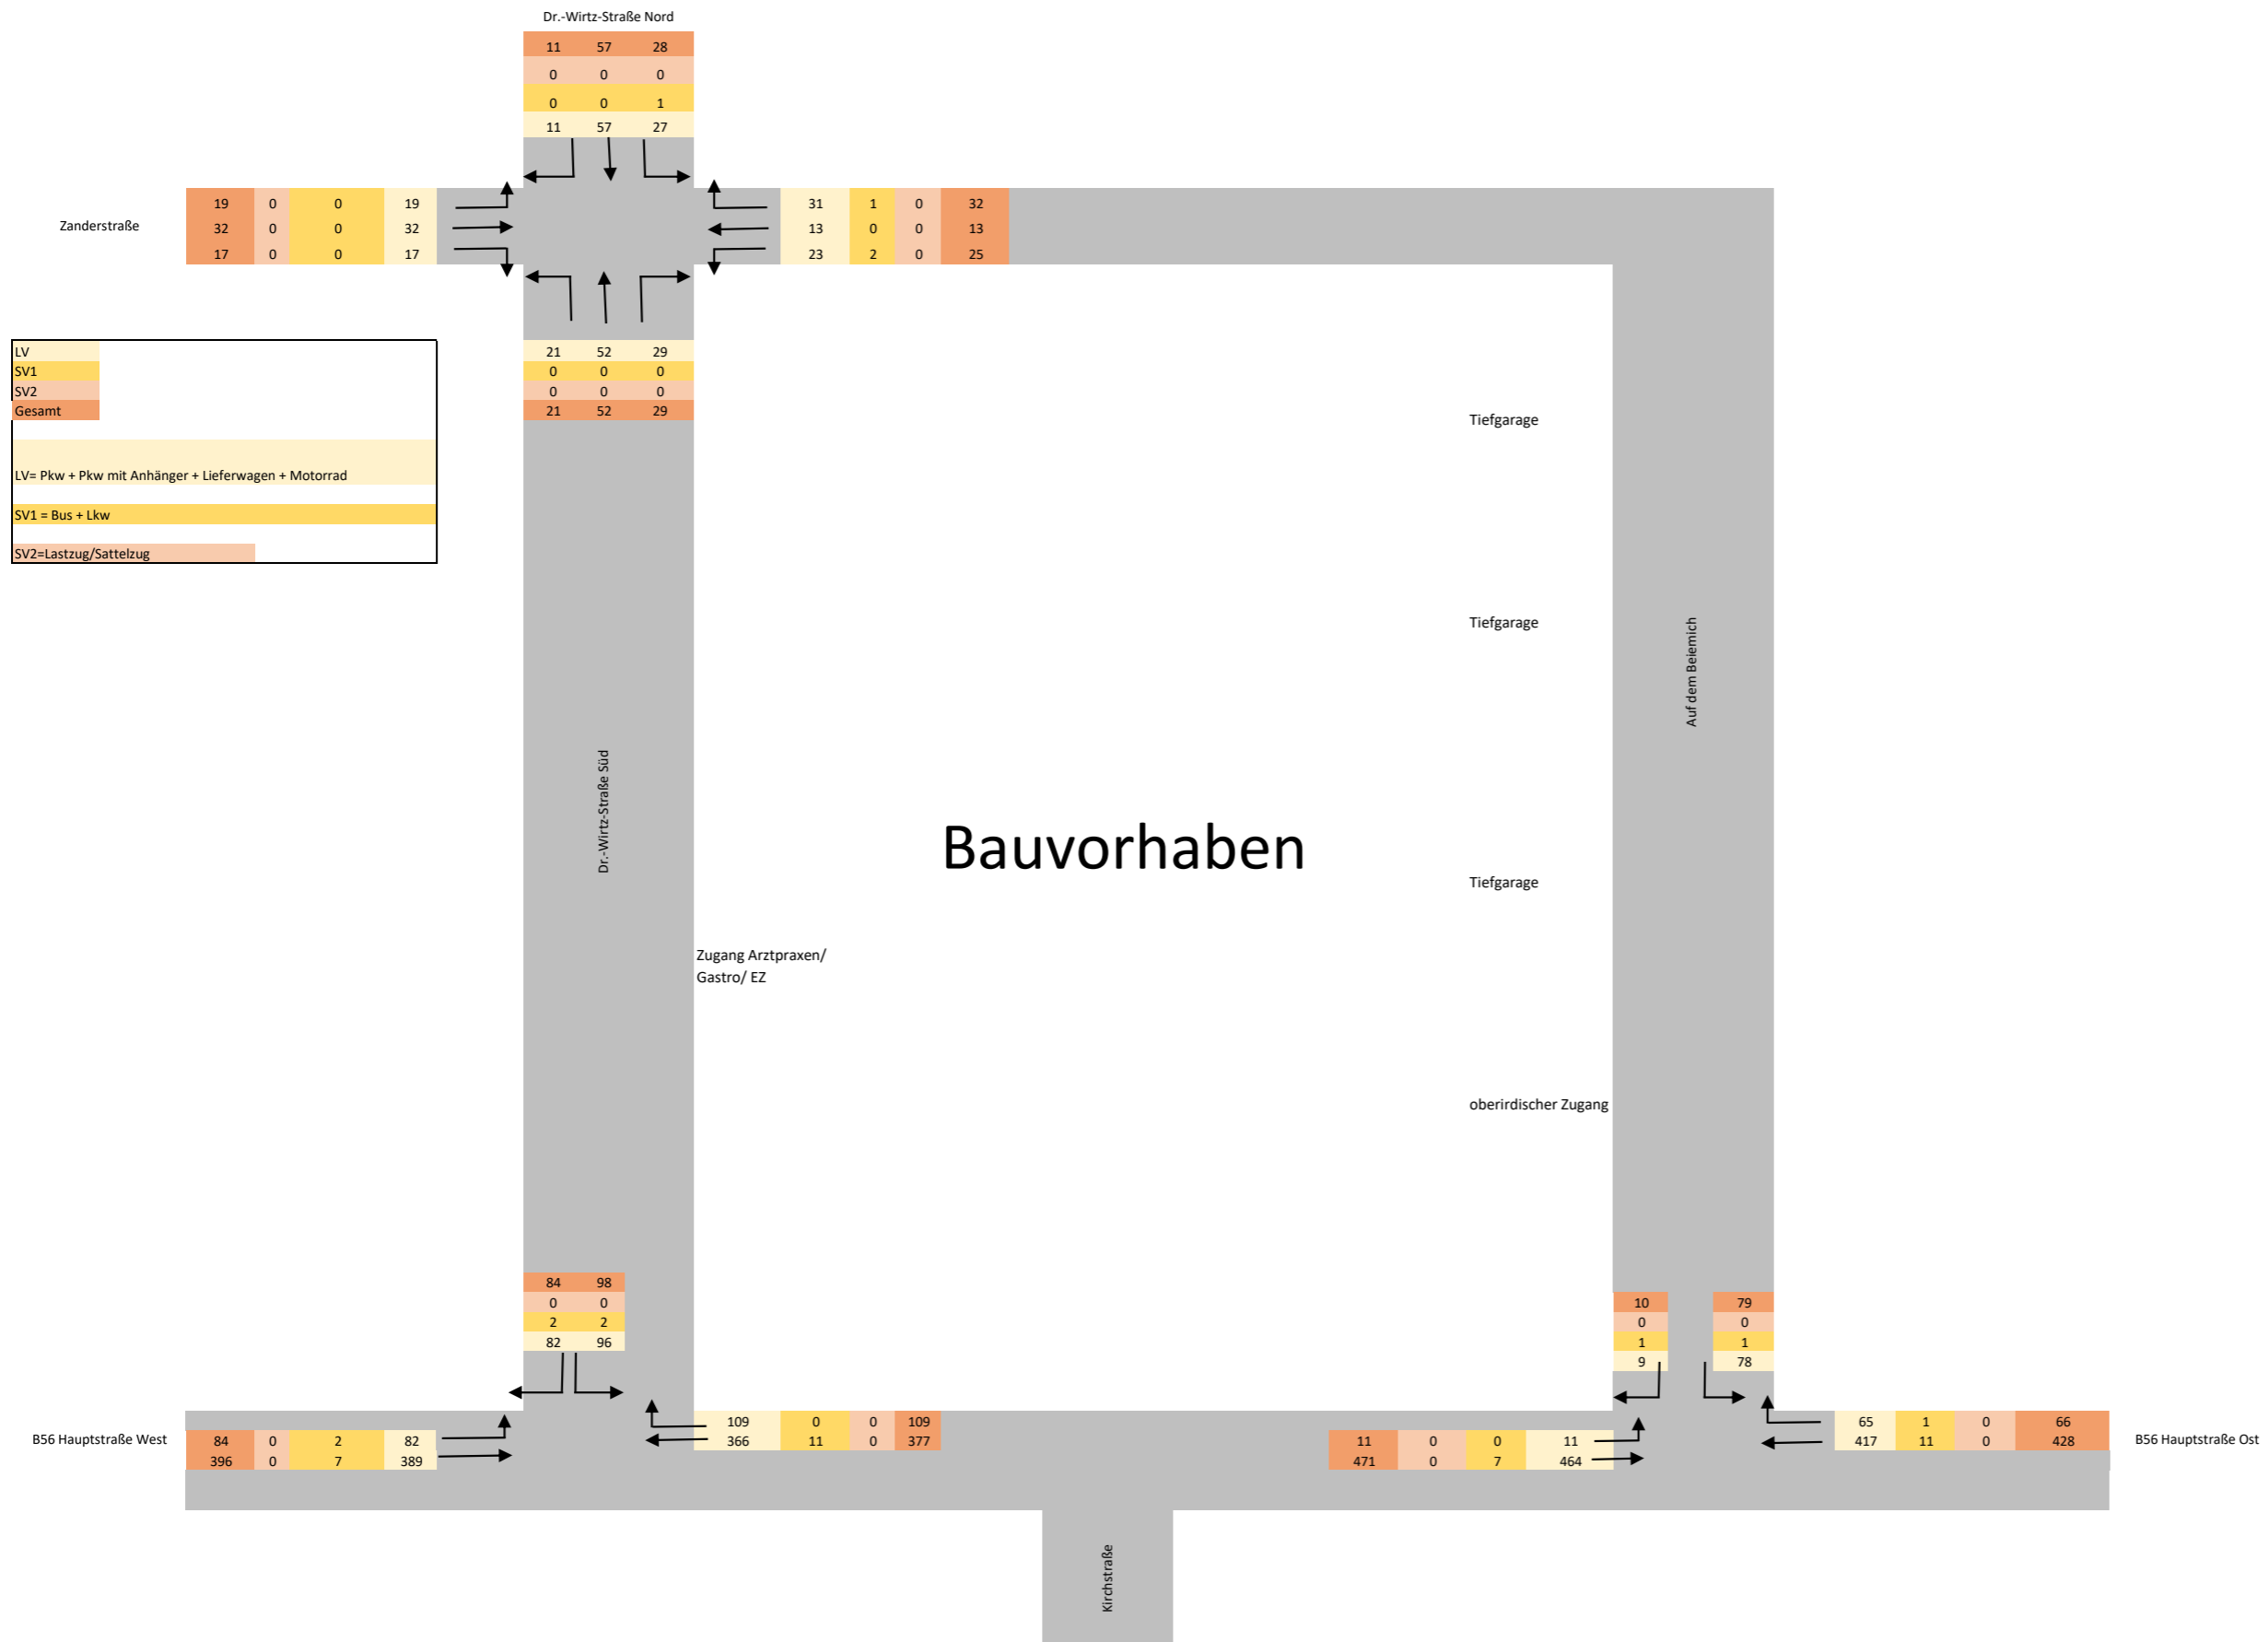 Dr.-Wirtz-Straße Nord
11 57 28
0 0 0
0 0 1
11 57 27
Zanderstraße
19 0 0 19
32 0 0 32
17 0 0 17
31 1 0 32
13 0 0 13
23 2 0 25
LV
SV1
SV2
Gesamt
LV= Pkw + Pkw mit Anhänger + Lieferwagen + Motorrad
SV1 = Bus + Lkw
SV2=Lastzug/Sattelzug
21 52 29
0 0 0
0 0 0
21 52 29
Tiefgarage
Tiefgarage
Auf dem Beiemich
Dr.-Wirtz-Straße Süd
Bauvorhaben
Tiefgarage
Zugang Arztpraxen/
Gastro/ EZ
oberirdischer Zugang
84 98
0 0
2 2
82 96
10 79
0 0
1 1
9 78
B56 Hauptstraße West
84 0 2 82
396 0 7 389
109 0 0 109
366 11 0 377
11 0 0 11
471 0 7 464
65 1 0 66
417 11 0 428
B56 Hauptstraße Ost
Kirchstraße